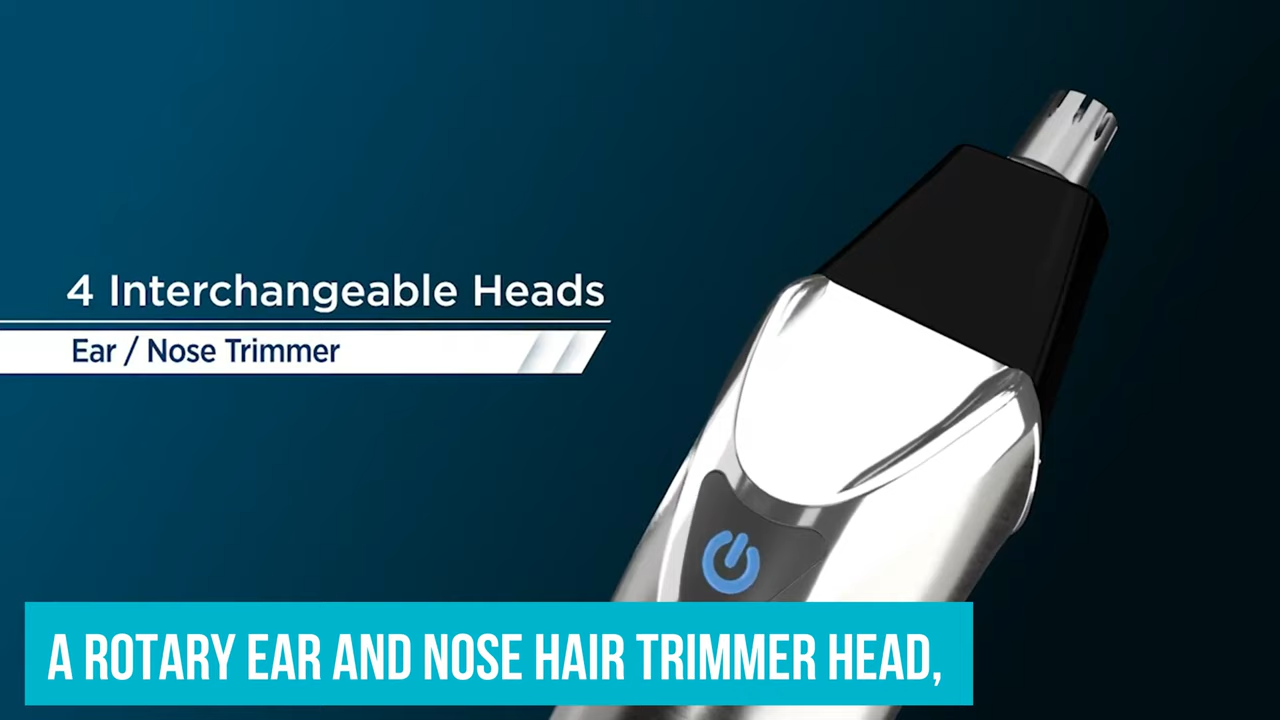 4 Interchangeable Heads
Ear / Nose Trimmer
A ROTARY EAR AND NOSE HAIR TRIMMER HEAD,